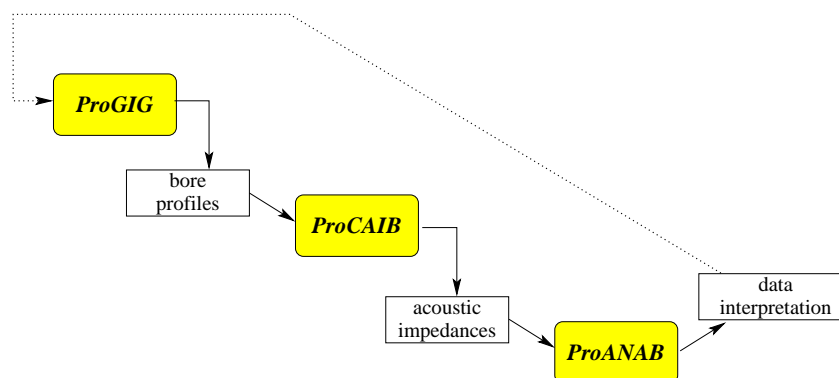 ProGIG
bore
profiles
ProCAIB
acoustic
impedances
ProANAB
data
interpretation